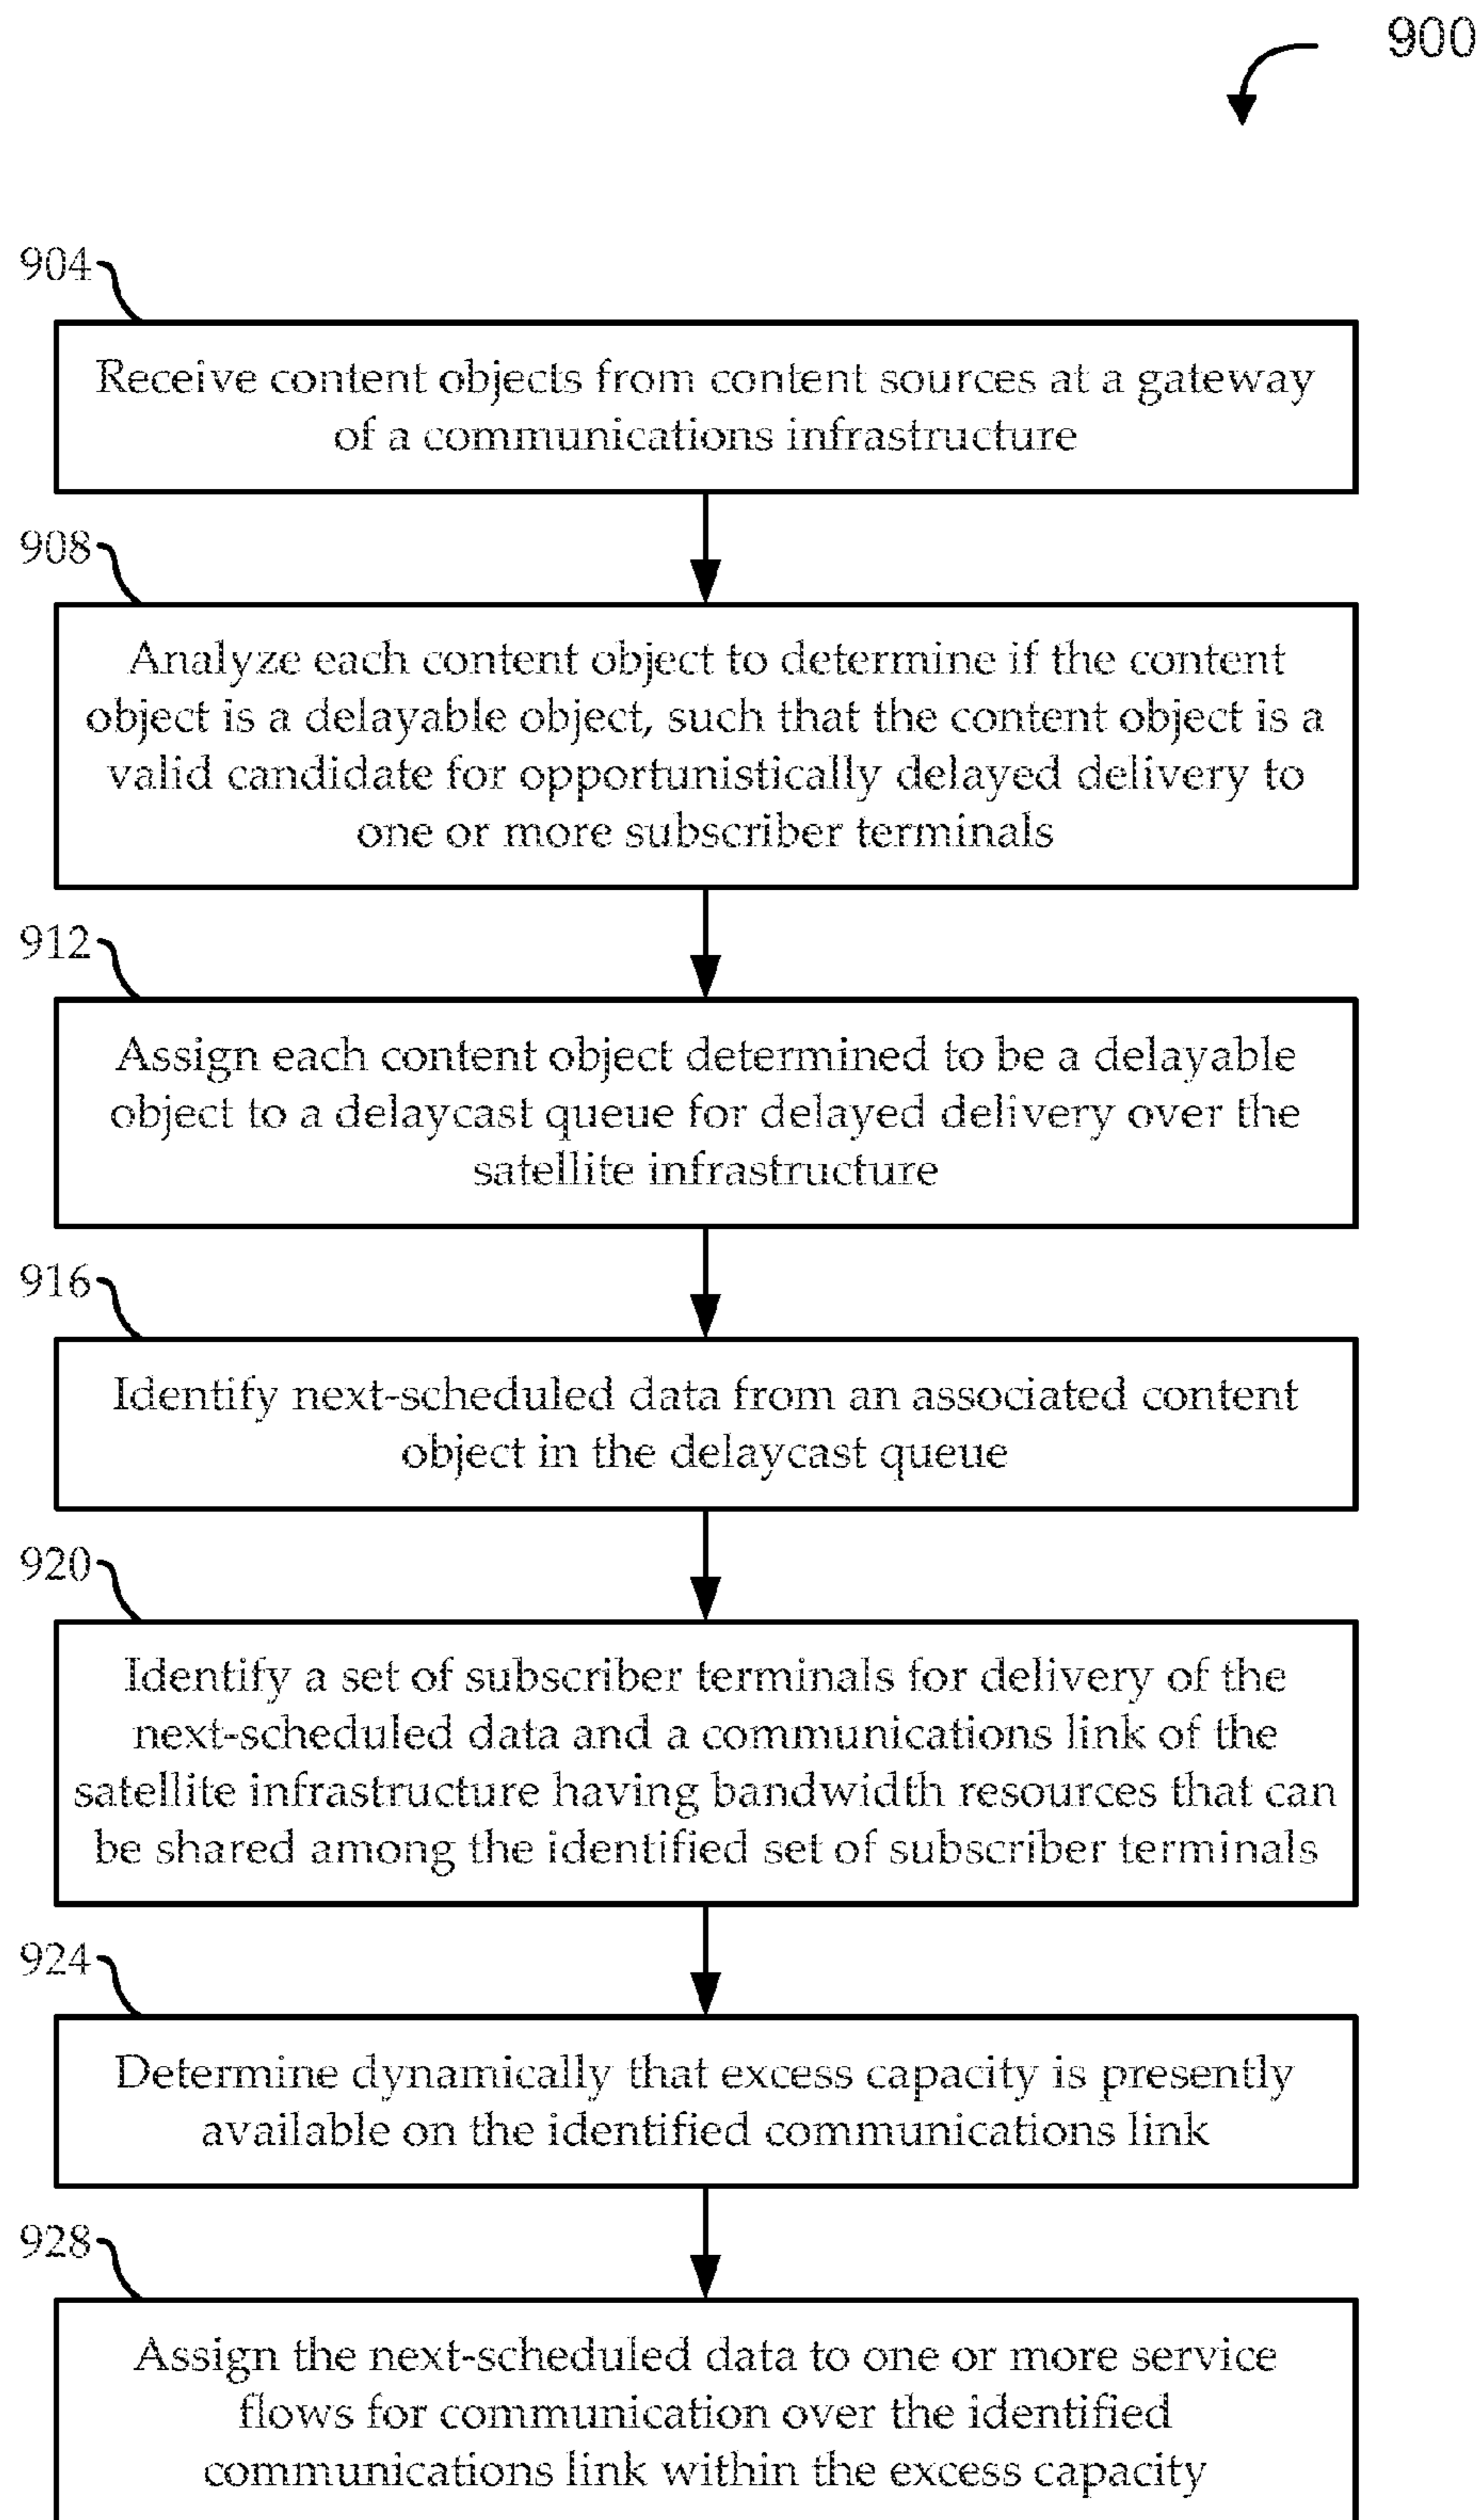 900
904
Receive content objects from content sources at a gateway
of a communications infrastructure
908
Analyze each content object to determine if the content
object is a delayable object, such that the content object is a
valid candidate for opportunistically delayed delivery to
one or more subscriber terminals
912
Assign each content object determined to be a delayable
object to a delaycast queue for delayed delivery over the
satellite infrastructure
916
Identify next-scheduled data from an associated content
object in the delaycast queue
920
Identify a set of subscriber terminals for delivery of the
next-scheduled data and a communications link of the
satellite infrastructure having bandwidth resources that can
be shared among the identified set of subscriber terminals
924
Determine dynamically that excess capacity is presently
available on the identified communications link
928
Assign the next-scheduled data to one or more service
flows for communication over the identified
communications link within the excess capacity